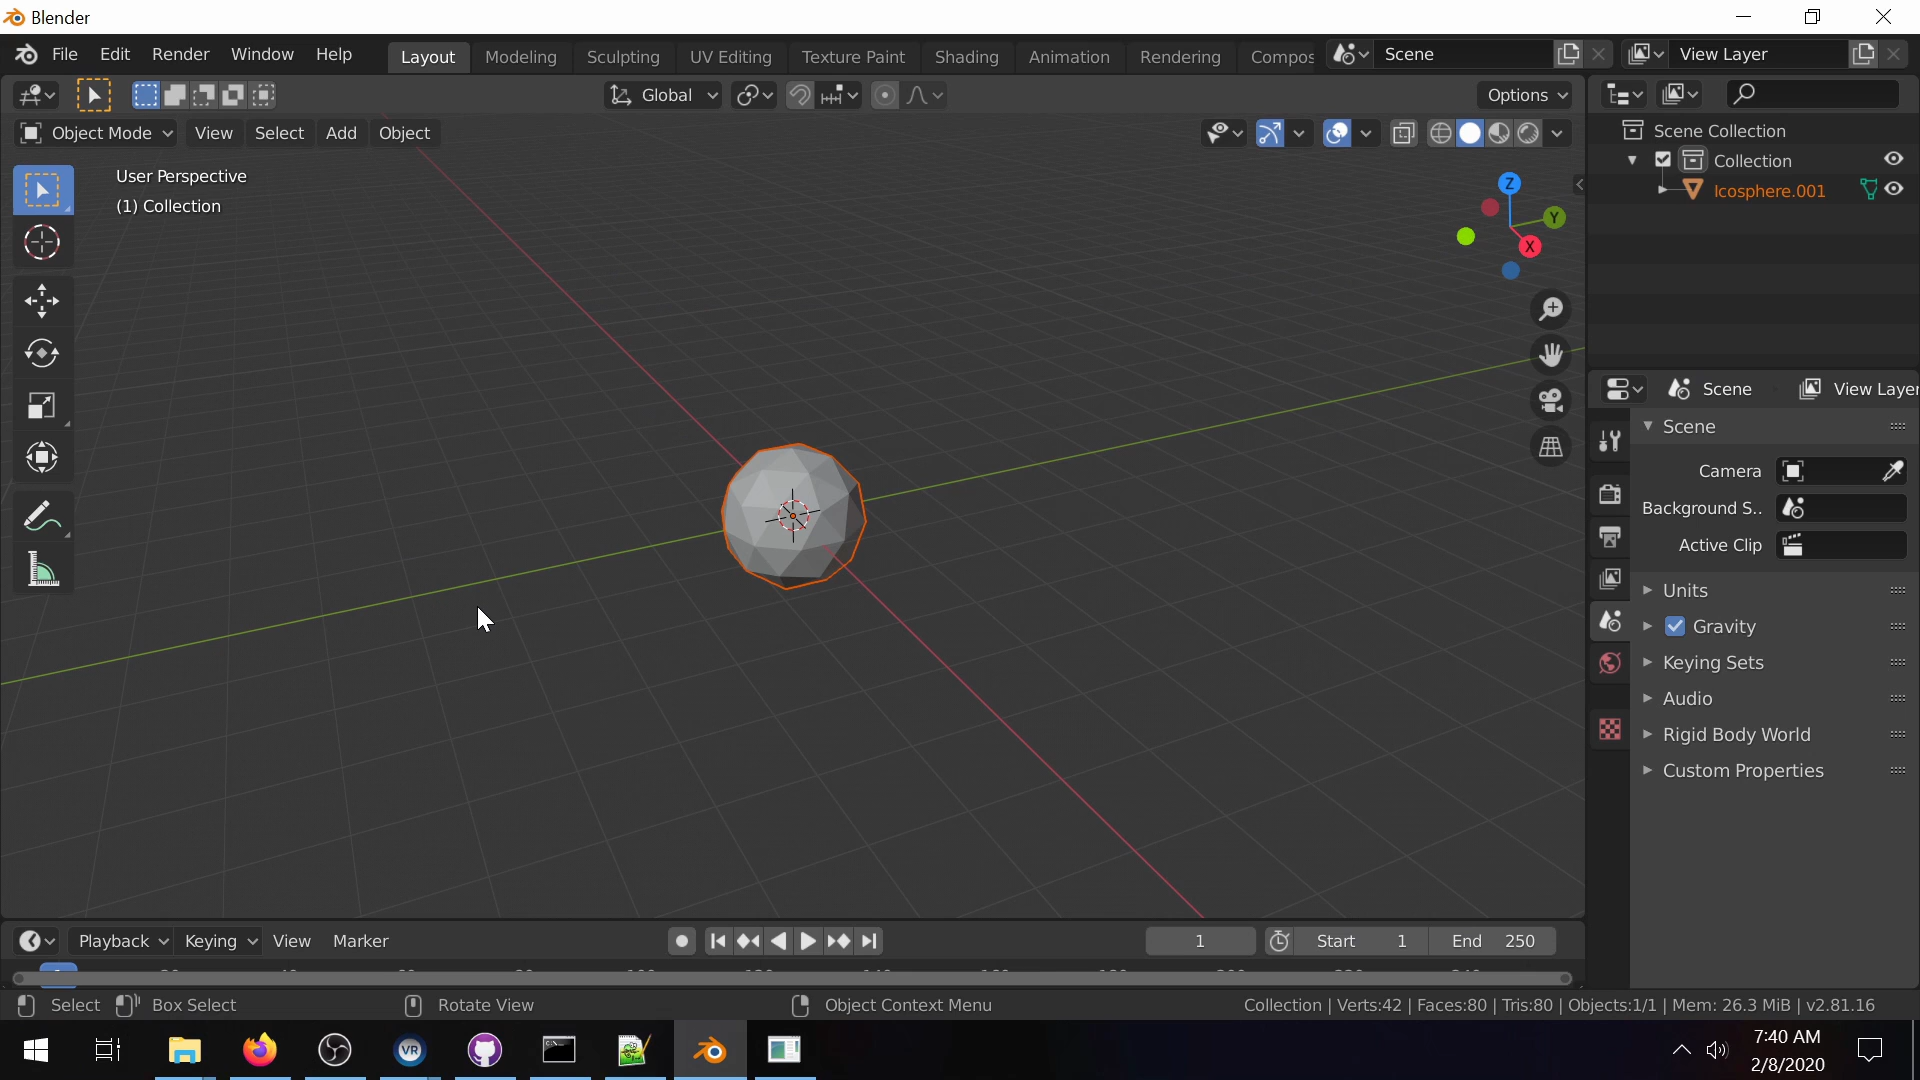 Blender
File Edit Render Window Help Layout Modeling Sculpting UV Editing Texture Paint Shading Animation Rendering Compos Scene View Layer
Global Options
Object Mode View Select Add Object
Scene Collection
Collection
Icosphere.001
User Perspective
(1) Collection
Z
Y
X
Scene View Layer
Scene
Camera
Background S..
Active Clip
Units
Gravity
Keying Sets
Audio
Rigid Body World
Custom Properties
Playback Keying View Marker 1 Start 1 End 250
Select Box Select Rotate View Object Context Menu Collection | Verts:42 | Faces:80 | Tris:80 | Objects:1/1 | Mem: 26.3 MiB | v2.81.16
VR
7:40 AM
2/8/2020